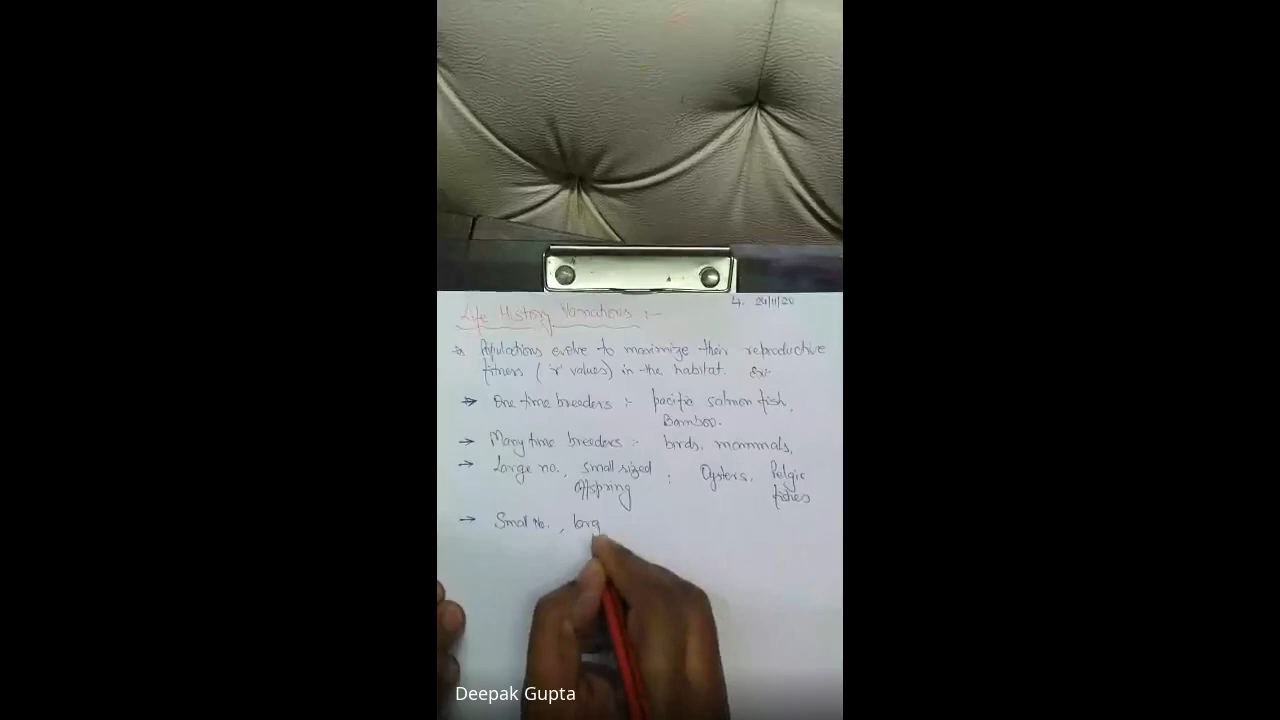 4. 24/11/20
Life History Variations :-
Populations evolve to maximize their reproductive
fitness ( 'r' values) in the habitat. Ex:-
→ One time breeders :- pacific salmon fish,
Bamboo.
→ Many time breeders :- birds, mammals,
→ Large no., small sized : Oysters, Pelgic
offspring fishes
→ Small No., larg
Deepak Gupta